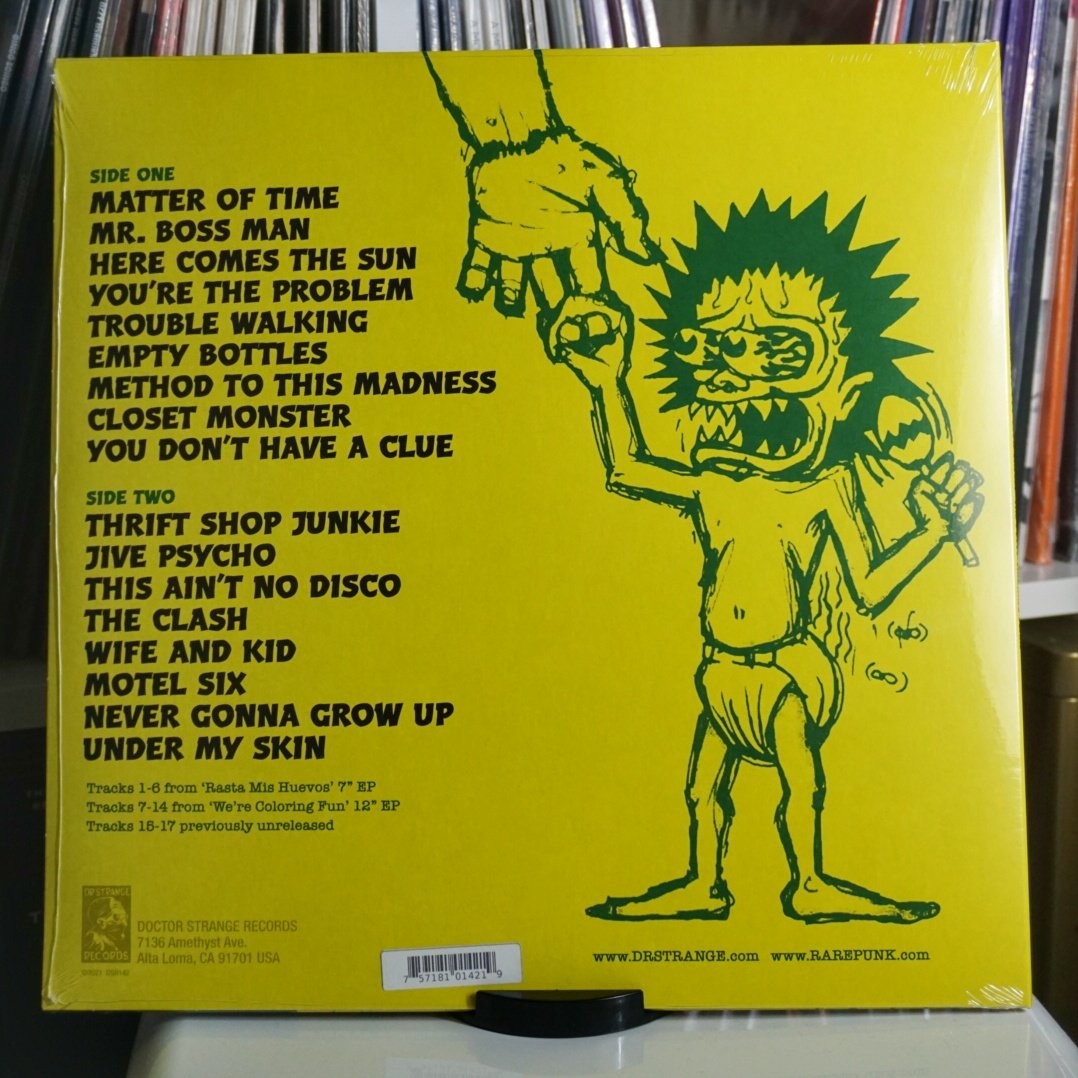 SIDE ONE
MATTER OF TIME
MR. BOSS MAN
HERE COMES THE SUN
YOU'RE THE PROBLEM
TROUBLE WALKING
EMPTY BOTTLES
METHOD TO THIS MADNESS
CLOSET MONSTER
YOU DON'T HAVE A CLUE
SIDE TWO
THRIFT SHOP JUNKIE
JIVE PSYCHO
THIS AIN'T NO DISCO
THE CLASH
WIFE AND KID
MOTEL SIX
NEVER GONNA GROW UP
UNDER MY SKIN
Tracks 1-6 from 'Rasta Mis Huevos' 7" EP
Tracks 7-14 from 'We're Coloring Fun' 12" EP
Tracks 15-17 previously unreleased
DR STRANGE
RECORDS
DOCTOR STRANGE RECORDS
7136 Amethyst Ave.
Alta Loma, CA 91701 USA
7 57181 01421 9
www.DRSTRANGE.com www.RAREPUNK.com